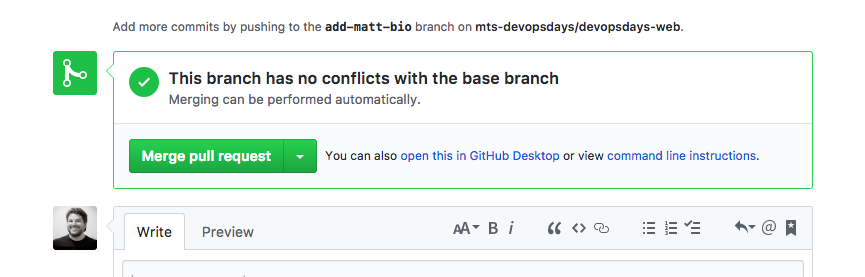 Add more commits by pushing to the add-matt-bio branch on mts-devopsdays/devopsdays-web.
This branch has no conflicts with the base branch
Merging can be performed automatically.
Merge pull request You can also open this in GitHub Desktop or view command line instructions.
Write Preview AA B i “ <> @